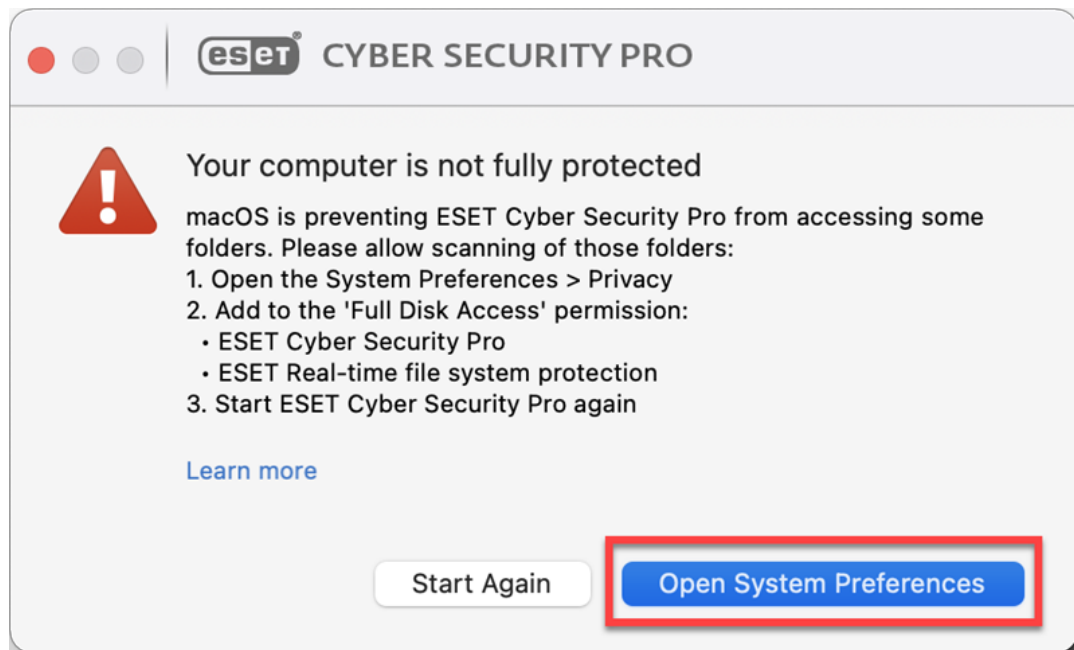 eseT® CYBER SECURITY PRO
Your computer is not fully protected
macOS is preventing ESET Cyber Security Pro from accessing some
folders. Please allow scanning of those folders:
1. Open the System Preferences > Privacy
2. Add to the 'Full Disk Access' permission:
• ESET Cyber Security Pro
• ESET Real-time file system protection
3. Start ESET Cyber Security Pro again
Learn more
Start Again Open System Preferences